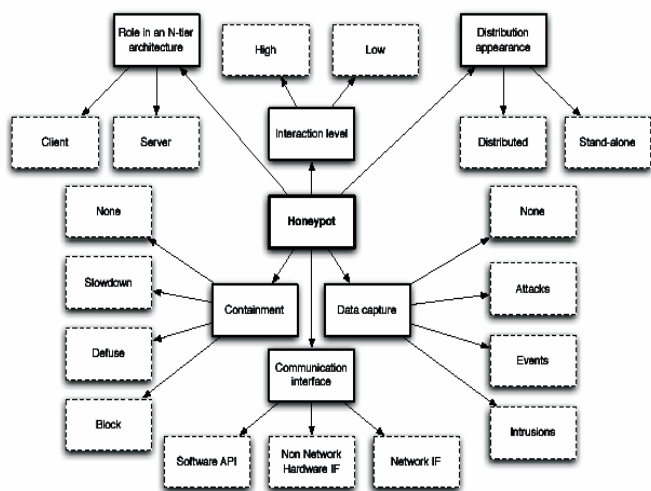 Role in an N-tier
architecture
High
Low
Distribution
appearance
Client
Server
Interaction level
Distributed
Stand-alone
None
Honeypot
None
Slowdown
Containment
Data capture
Attacks
Defuse
Communication
interface
Events
Block
Software API
Non Network
Hardware IF
Network IF
Intrusions